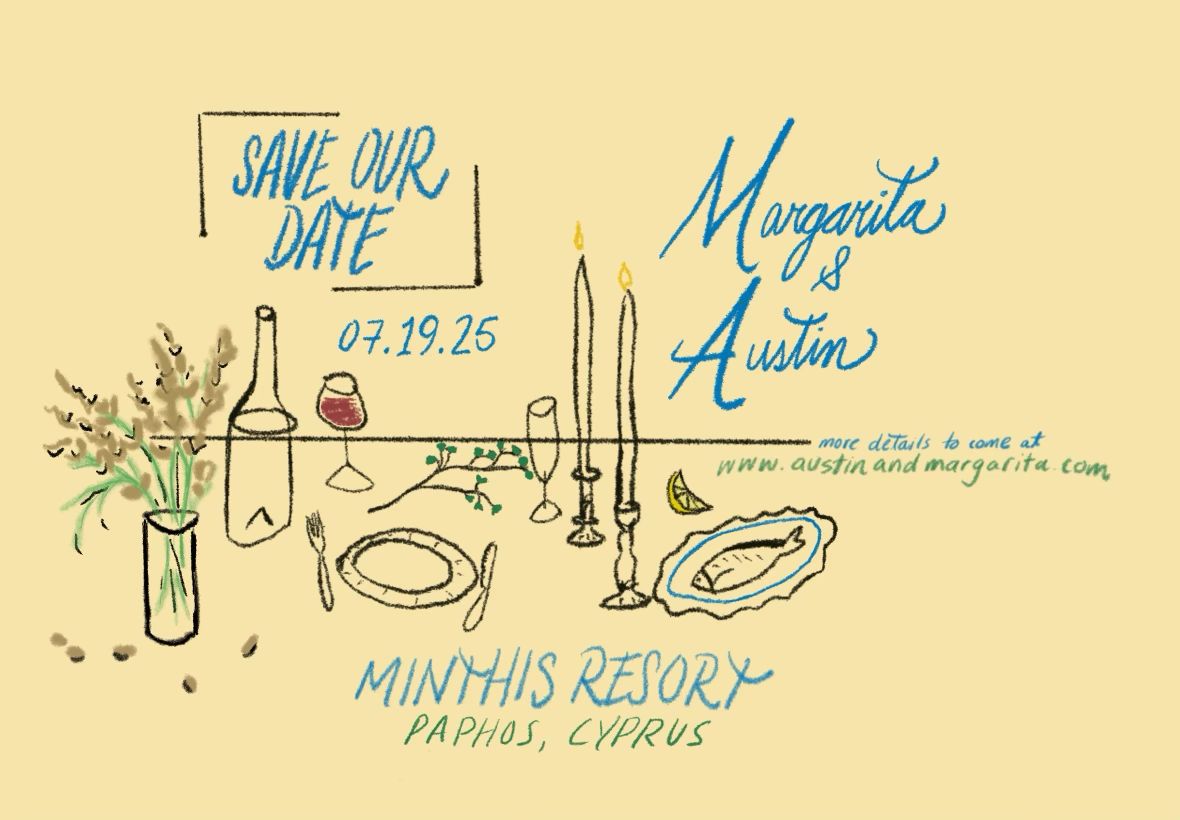 SAVE OUR
DATE
07.19.25
Margarita
&
Austin
more details to come at
www.austinandmargarita.com
MINTHIS RESORT
PAPHOS, CYPRUS